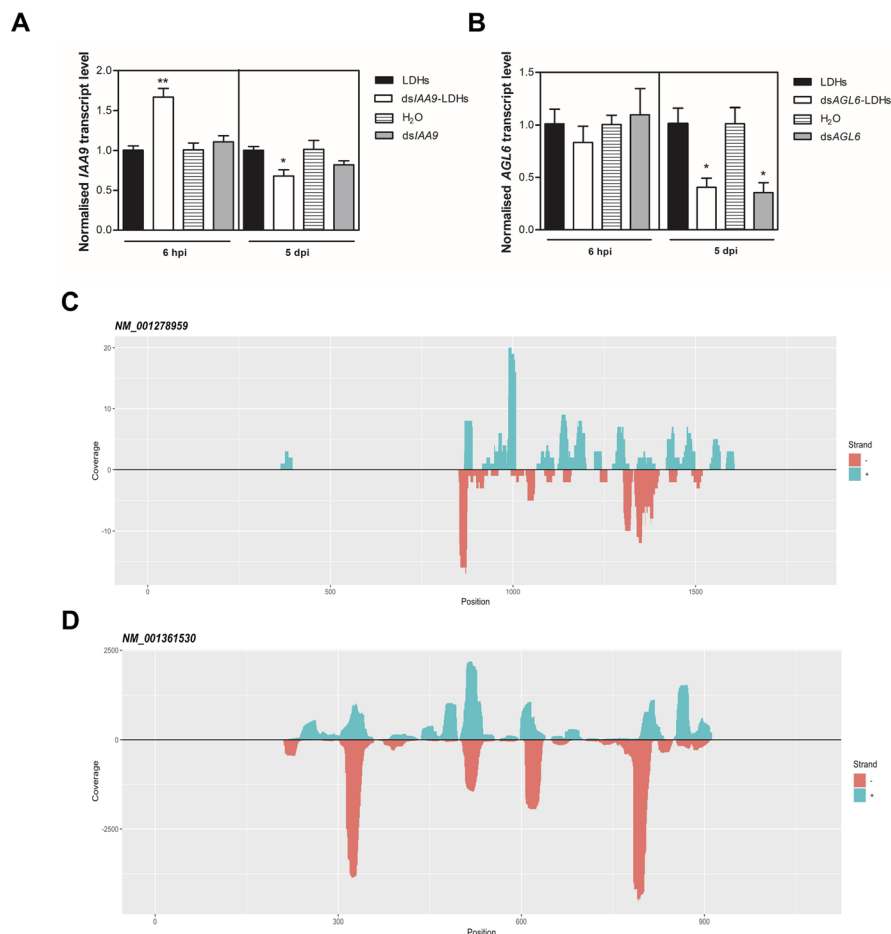 A
Normalised IAA9 transcript level
2.0
1.5
1.0
0.5
0.0
**
*
6 hpi
5 dpi
LDHs
dsIAA9-LDHs
H₂O
dsIAA9
B
Normalised AGL6 transcript level
1.5
1.0
0.5
0.0
*
*
6 hpi
5 dpi
LDHs
dsAGL6-LDHs
H₂O
dsAGL6
C
NM_001278959
Coverage
20
10
0
-10
0
500
1000
1500
Position
Strand
-
+
D
NM_001361530
Coverage
2500
0
-2500
0
300
600
900
Position
Strand
-
+